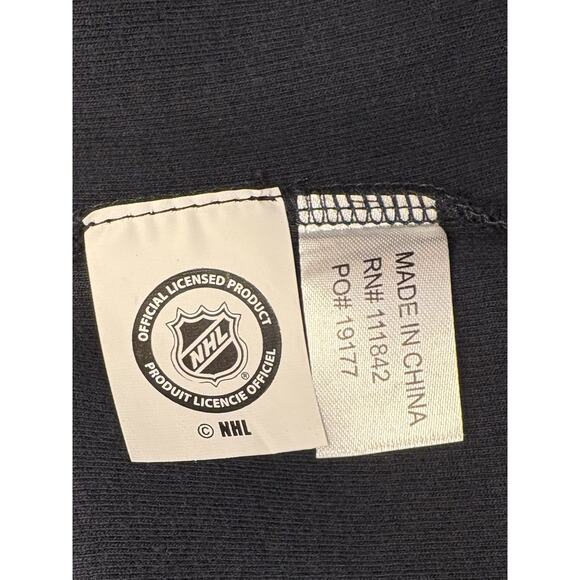 OFFICIAL LICENSED PRODUCT
NHL
®
PRODUIT LICENCIE OFFICIEL
© NHL
MADE IN CHINA
RN# 111842
PO# 19177